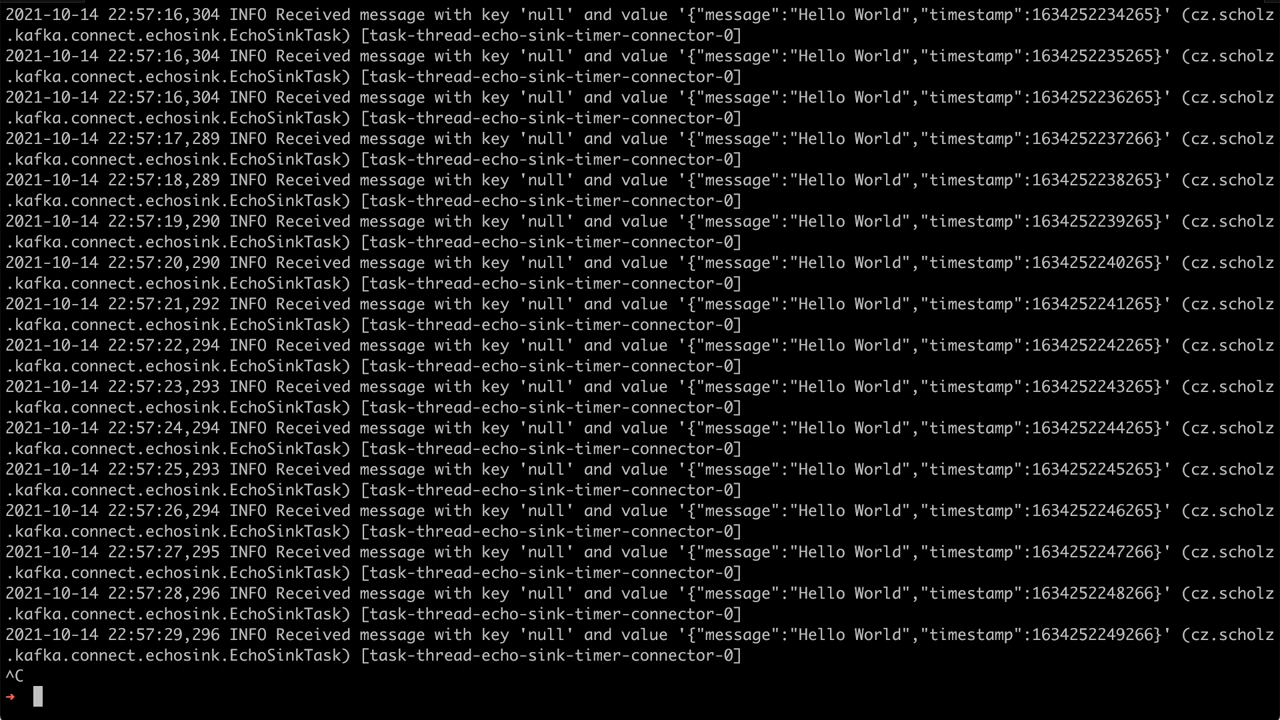 2021-10-14 22:57:16,304 INFO Received message with key 'null' and value '{"message":"Hello World","timestamp":1634252234265}' (cz.scholz
.kafka.connect.echosink.EchoSinkTask) [task-thread-echo-sink-timer-connector-0]
2021-10-14 22:57:16,304 INFO Received message with key 'null' and value '{"message":"Hello World","timestamp":1634252235265}' (cz.scholz
.kafka.connect.echosink.EchoSinkTask) [task-thread-echo-sink-timer-connector-0]
2021-10-14 22:57:16,304 INFO Received message with key 'null' and value '{"message":"Hello World","timestamp":1634252236265}' (cz.scholz
.kafka.connect.echosink.EchoSinkTask) [task-thread-echo-sink-timer-connector-0]
2021-10-14 22:57:17,289 INFO Received message with key 'null' and value '{"message":"Hello World","timestamp":1634252237266}' (cz.scholz
.kafka.connect.echosink.EchoSinkTask) [task-thread-echo-sink-timer-connector-0]
2021-10-14 22:57:18,289 INFO Received message with key 'null' and value '{"message":"Hello World","timestamp":1634252238265}' (cz.scholz
.kafka.connect.echosink.EchoSinkTask) [task-thread-echo-sink-timer-connector-0]
2021-10-14 22:57:19,290 INFO Received message with key 'null' and value '{"message":"Hello World","timestamp":1634252239265}' (cz.scholz
.kafka.connect.echosink.EchoSinkTask) [task-thread-echo-sink-timer-connector-0]
2021-10-14 22:57:20,290 INFO Received message with key 'null' and value '{"message":"Hello World","timestamp":1634252240265}' (cz.scholz
.kafka.connect.echosink.EchoSinkTask) [task-thread-echo-sink-timer-connector-0]
2021-10-14 22:57:21,292 INFO Received message with key 'null' and value '{"message":"Hello World","timestamp":1634252241265}' (cz.scholz
.kafka.connect.echosink.EchoSinkTask) [task-thread-echo-sink-timer-connector-0]
2021-10-14 22:57:22,294 INFO Received message with key 'null' and value '{"message":"Hello World","timestamp":1634252242265}' (cz.scholz
.kafka.connect.echosink.EchoSinkTask) [task-thread-echo-sink-timer-connector-0]
2021-10-14 22:57:23,293 INFO Received message with key 'null' and value '{"message":"Hello World","timestamp":1634252243265}' (cz.scholz
.kafka.connect.echosink.EchoSinkTask) [task-thread-echo-sink-timer-connector-0]
2021-10-14 22:57:24,294 INFO Received message with key 'null' and value '{"message":"Hello World","timestamp":1634252244265}' (cz.scholz
.kafka.connect.echosink.EchoSinkTask) [task-thread-echo-sink-timer-connector-0]
2021-10-14 22:57:25,293 INFO Received message with key 'null' and value '{"message":"Hello World","timestamp":1634252245265}' (cz.scholz
.kafka.connect.echosink.EchoSinkTask) [task-thread-echo-sink-timer-connector-0]
2021-10-14 22:57:26,294 INFO Received message with key 'null' and value '{"message":"Hello World","timestamp":1634252246265}' (cz.scholz
.kafka.connect.echosink.EchoSinkTask) [task-thread-echo-sink-timer-connector-0]
2021-10-14 22:57:27,295 INFO Received message with key 'null' and value '{"message":"Hello World","timestamp":1634252247266}' (cz.scholz
.kafka.connect.echosink.EchoSinkTask) [task-thread-echo-sink-timer-connector-0]
2021-10-14 22:57:28,296 INFO Received message with key 'null' and value '{"message":"Hello World","timestamp":1634252248266}' (cz.scholz
.kafka.connect.echosink.EchoSinkTask) [task-thread-echo-sink-timer-connector-0]
2021-10-14 22:57:29,296 INFO Received message with key 'null' and value '{"message":"Hello World","timestamp":1634252249266}' (cz.scholz
.kafka.connect.echosink.EchoSinkTask) [task-thread-echo-sink-timer-connector-0]
^C
➜